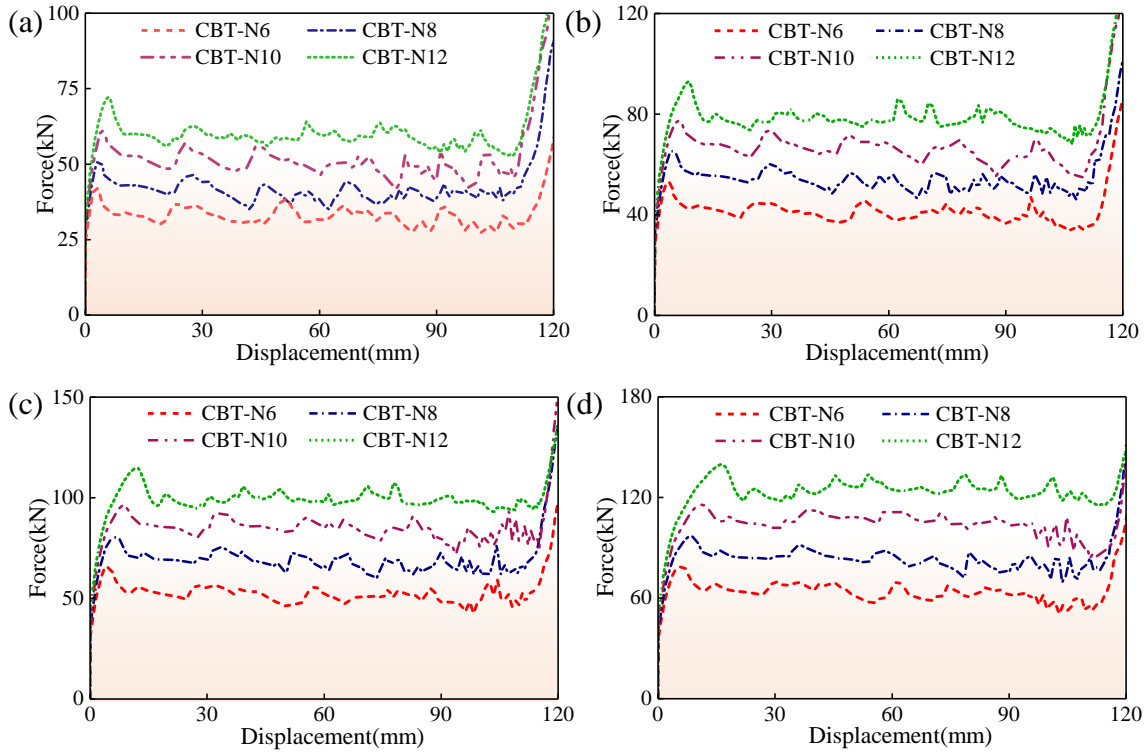 (a)
100
75
50
25
0
Force(kN)
CBT-N6 CBT-N8
CBT-N10 CBT-N12
0 30 60 90 120
Displacement(mm)
(b)
120
80
40
0
Force(kN)
CBT-N6 CBT-N8
CBT-N10 CBT-N12
0 30 60 90 120
Displacement(mm)
(c)
150
100
50
0
Force(kN)
CBT-N6 CBT-N8
CBT-N10 CBT-N12
0 30 60 90 120
Displacement(mm)
(d)
180
120
60
0
Force(kN)
CBT-N6 CBT-N8
CBT-N10 CBT-N12
0 30 60 90 120
Displacement(mm)